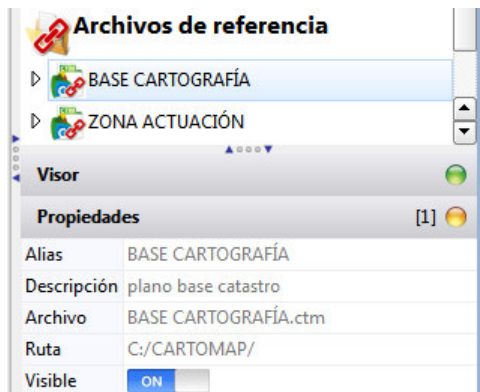 Archivos de referencia
BASE CARTOGRAFÍA
ZONA ACTUACIÓN
Visor
Propiedades [1]
Alias BASE CARTOGRAFÍA
Descripción plano base catastro
Archivo BASE CARTOGRAFÍA.ctm
Ruta C:/CARTOMAP/
Visible ON